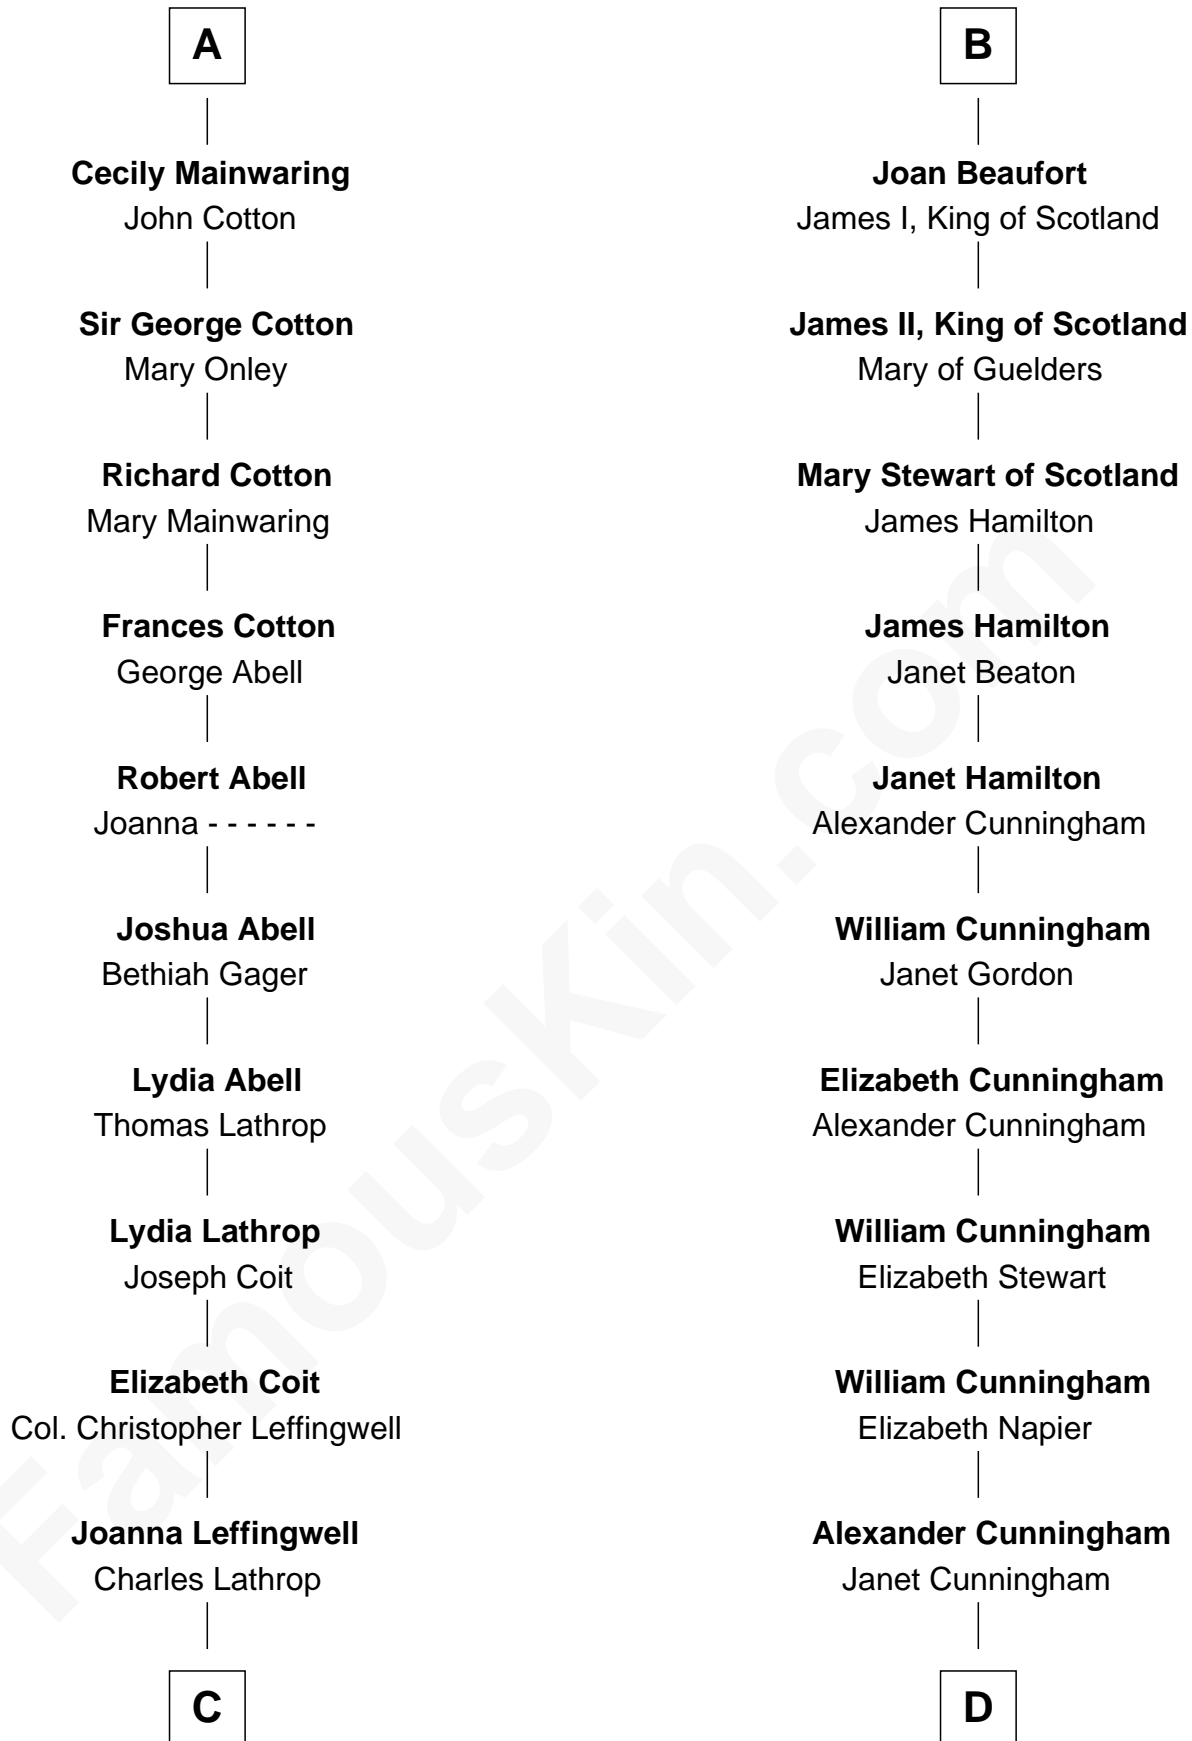 A
Cecily Mainwaring
John Cotton
Sir George Cotton
Mary Onley
Richard Cotton
Mary Mainwaring
Frances Cotton
George Abell
Robert Abell
Joanna - - - - - -
Joshua Abell
Bethiah Gager
Lydia Abell
Thomas Lathrop
Lydia Lathrop
Joseph Coit
Elizabeth Coit
Col. Christopher Leffingwell
Joanna Leffingwell
Charles Lathrop
C
B
Joan Beaufort
James I, King of Scotland
James II, King of Scotland
Mary of Guelders
Mary Stewart of Scotland
James Hamilton
James Hamilton
Janet Beaton
Janet Hamilton
Alexander Cunningham
William Cunningham
Janet Gordon
Elizabeth Cunningham
Alexander Cunningham
William Cunningham
Elizabeth Stewart
William Cunningham
Elizabeth Napier
Alexander Cunningham
Janet Cunningham
D
FamousKin.com